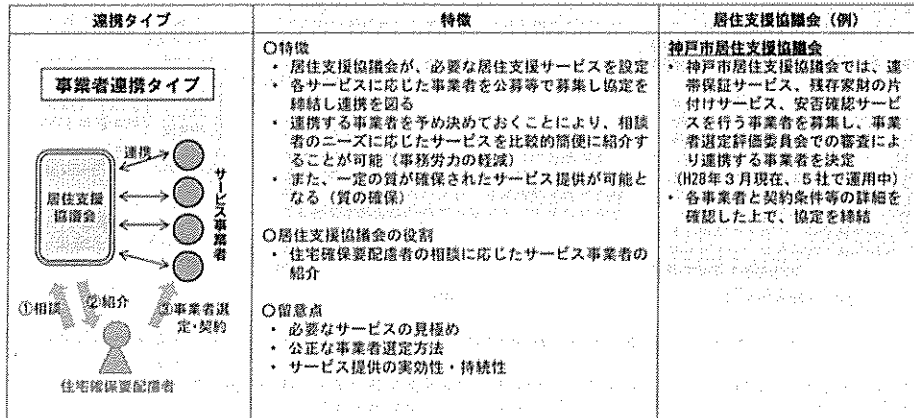 連携タイプ
特徴
居住支援協議会（例）
事業者連携タイプ
連携
居住支援
協議会
サービス事業者
①相談
②紹介
③事業者選
定・契約
住宅確保要配慮者
〇特徴
・ 居住支援協議会が、必要な居住支援サービスを設定
・ 各サービスに応じた事業者を公募等で募集し協定を
締結し連携を図る
・ 連携する事業者を予め決めておくことにより、相談
者のニーズに応じたサービスを比較的簡便に紹介す
ることが可能（事務労力の軽減）
・ また、一定の質が確保されたサービス提供が可能と
なる（質の確保）
〇居住支援協議会の役割
・ 住宅確保要配慮者の相談に応じたサービス事業者の
紹介
〇留意点
・ 必要なサービスの見極め
・ 公正な事業者選定方法
・ サービス提供の実効性・持続性
神戸市居住支援協議会
・ 神戸市居住支援協議会では、連
帯保証サービス、残存家財の片
付けサービス、安否確認サービ
スを行う事業者を募集し、事業
者選定評価委員会での審査によ
り連携する事業者を決定
（H28年３月現在、５社で運用中）
・ 各事業者と契約条件等の詳細を
確認した上で、協定を締結